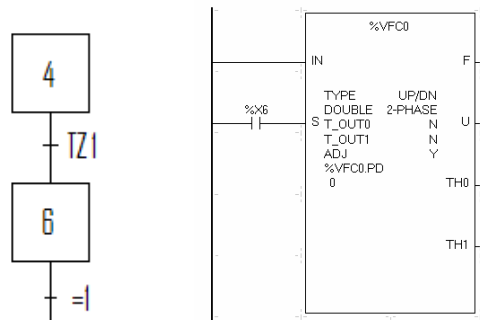 4
TZ1
6
=1
%VFC0
IN F
TYPE UP/DN
%X6 DOUBLE 2-PHASE
S T_OUT0 N U
T_OUT1 N
ADJ Y
%VFC0.PD
0 TH0
TH1